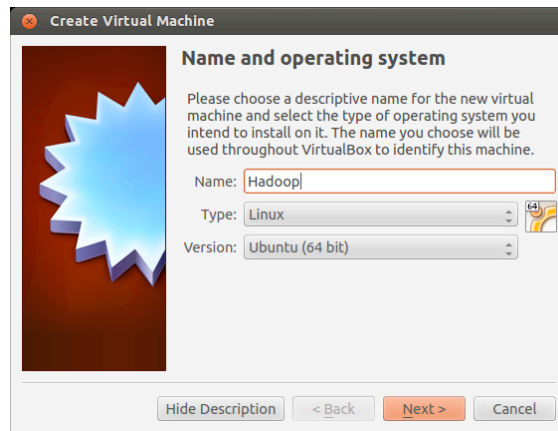 Create Virtual Machine
Name and operating system
Please choose a descriptive name for the new virtual
machine and select the type of operating system you
intend to install on it. The name you choose will be
used throughout VirtualBox to identify this machine.
Name: Hadoop
Type: Linux
64
Version: Ubuntu (64 bit)
Hide Description < Back Next > Cancel